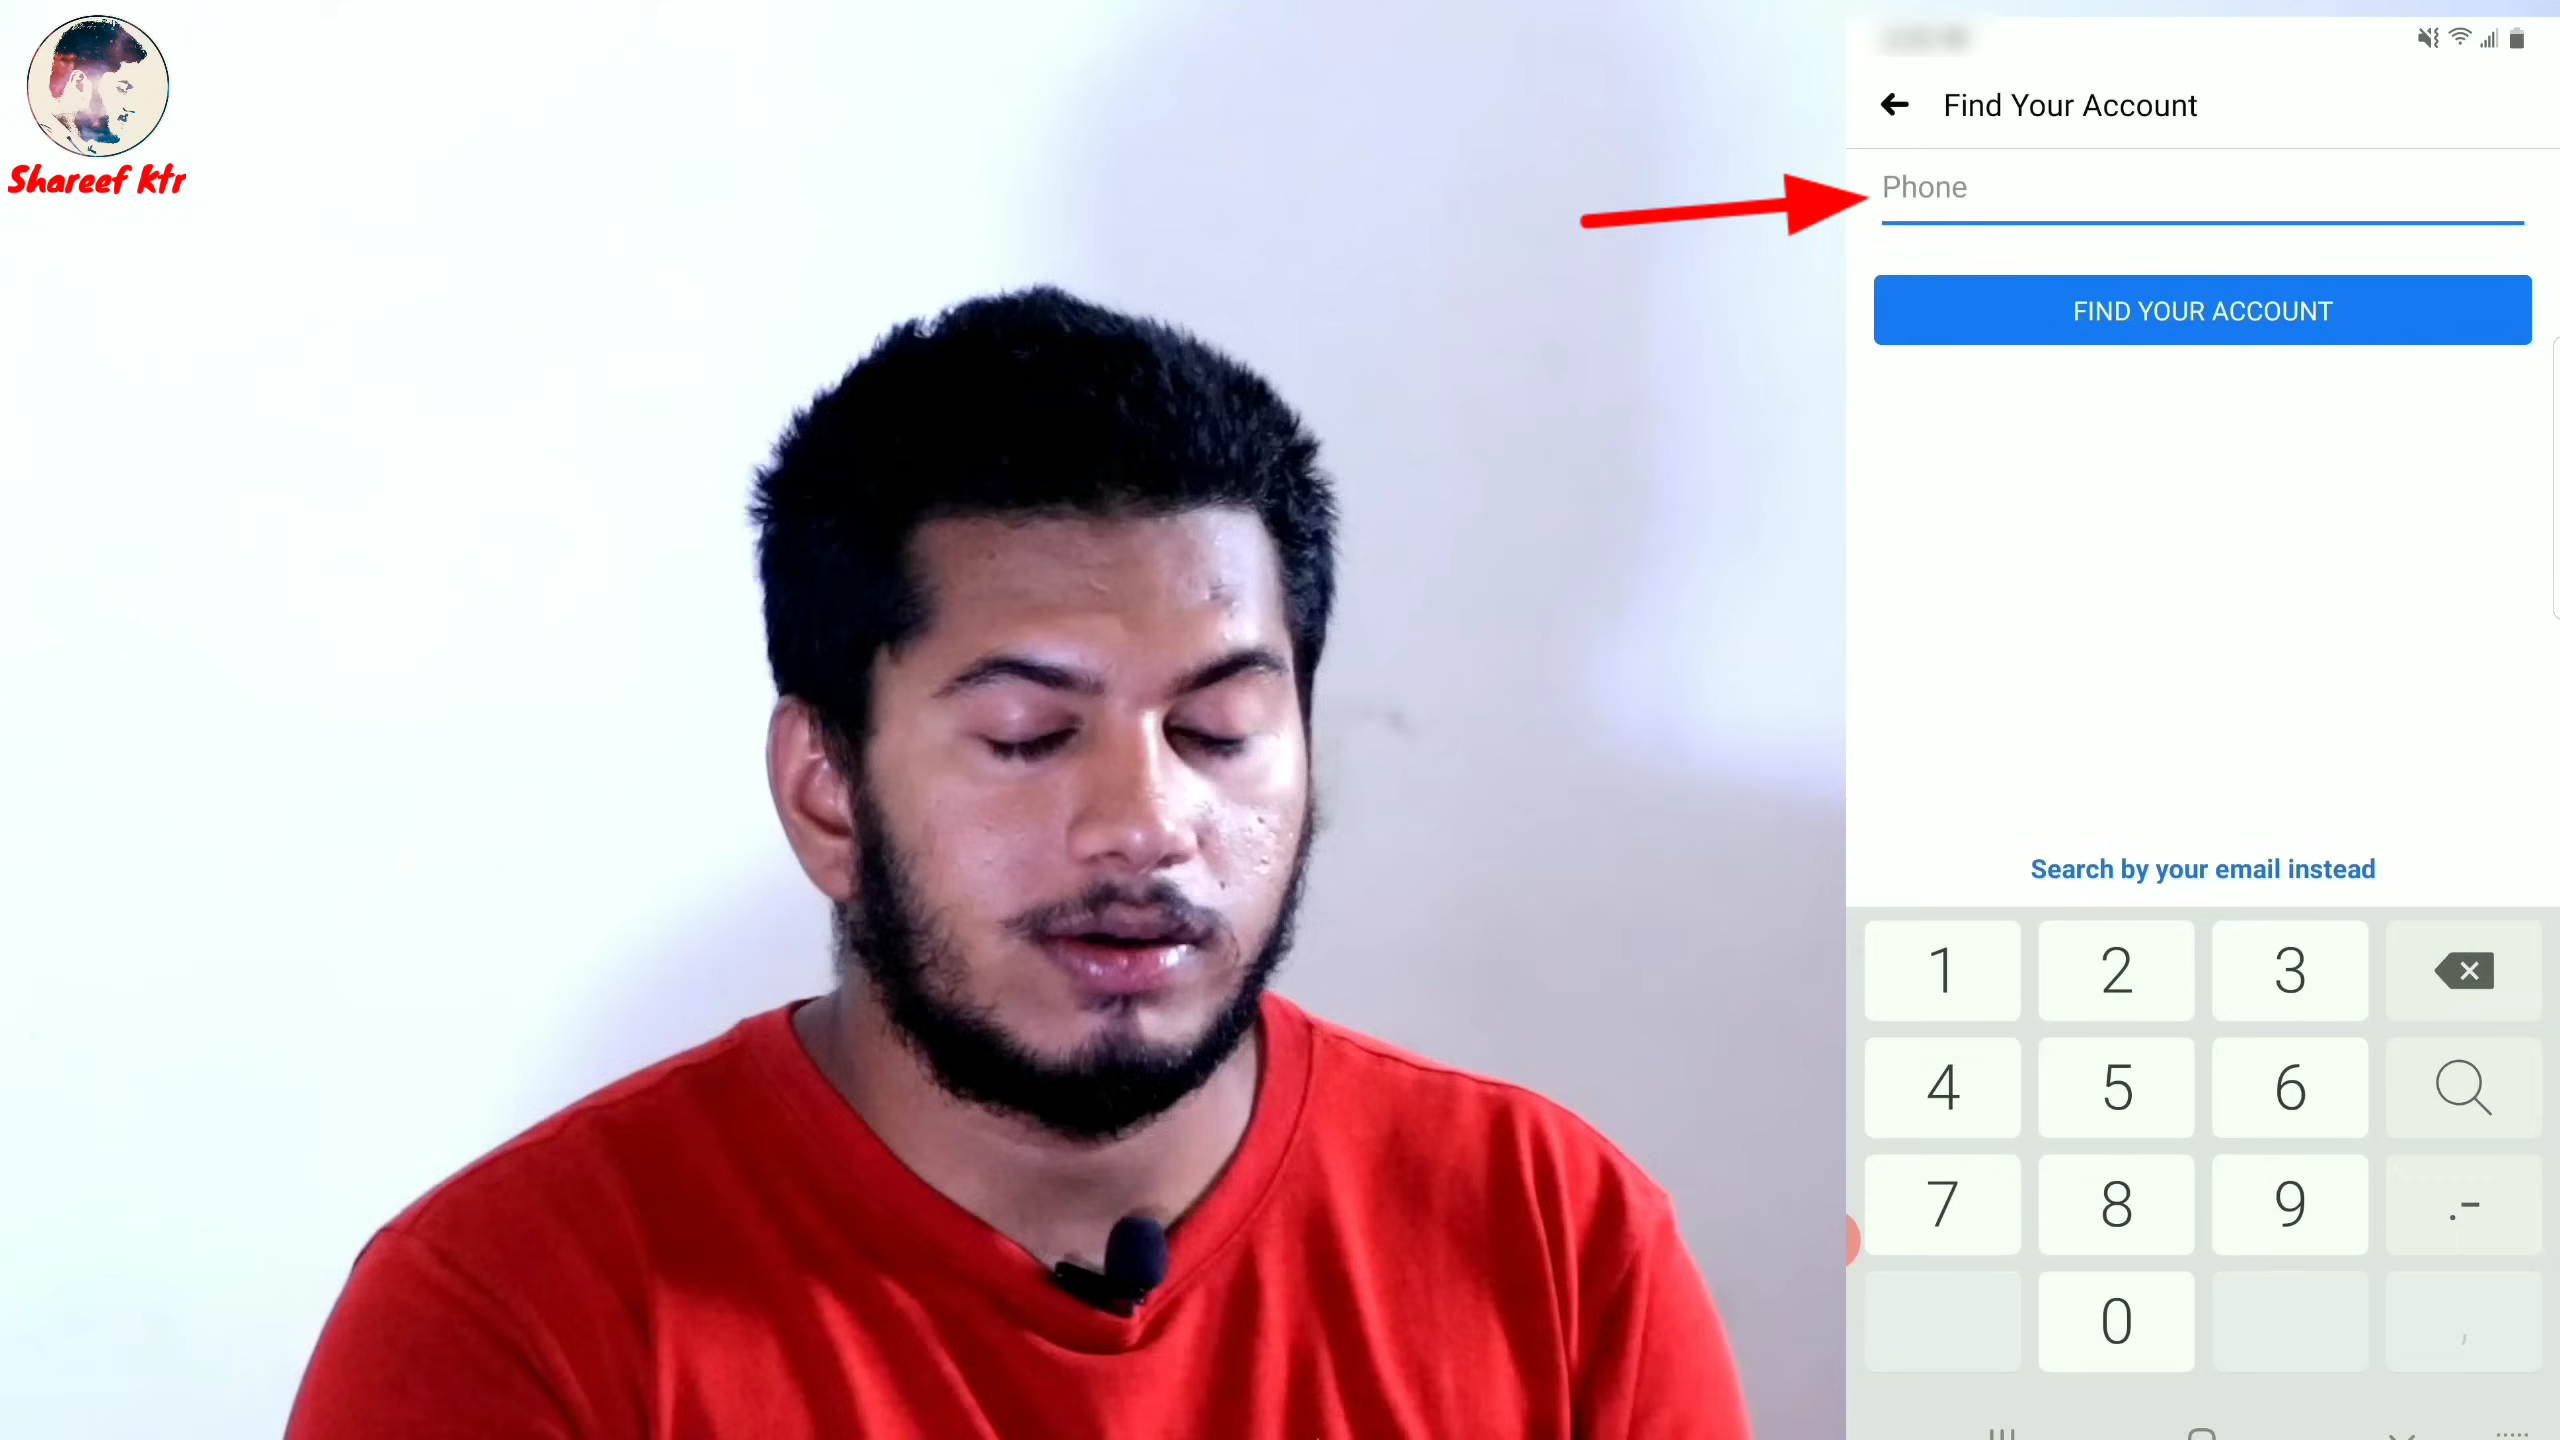 Shareef Ktr
Find Your Account
Phone
FIND YOUR ACCOUNT
Search by your email instead
1 2 3
4 5 6
7 8 9 .-
0 ,